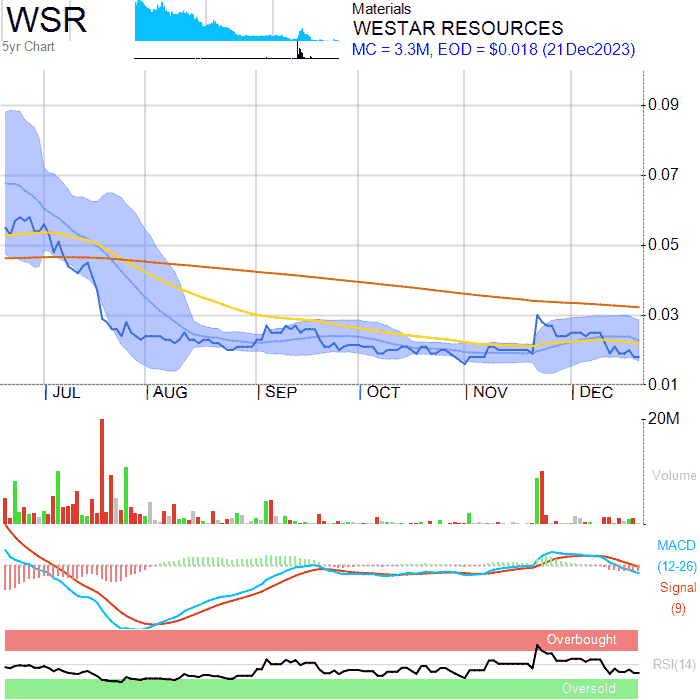 WSR
5yr Chart
Materials
WESTAR RESOURCES
MC = 3.3M, EOD = $0.018 (21Dec2023)
0.09
0.07
0.05
0.03
0.01
JUL AUG SEP OCT NOV DEC
20M
Volume
MACD
(12-26)
Signal
(9)
Overbought
RSI(14)
Oversold